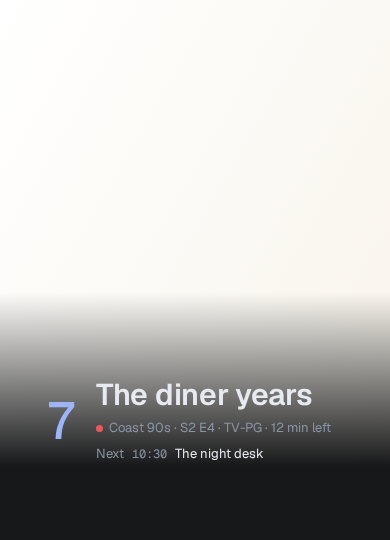 The diner years
7
Coast 90s · S2 E4 · TV-PG · 12 min left
Next 10:30 The night desk